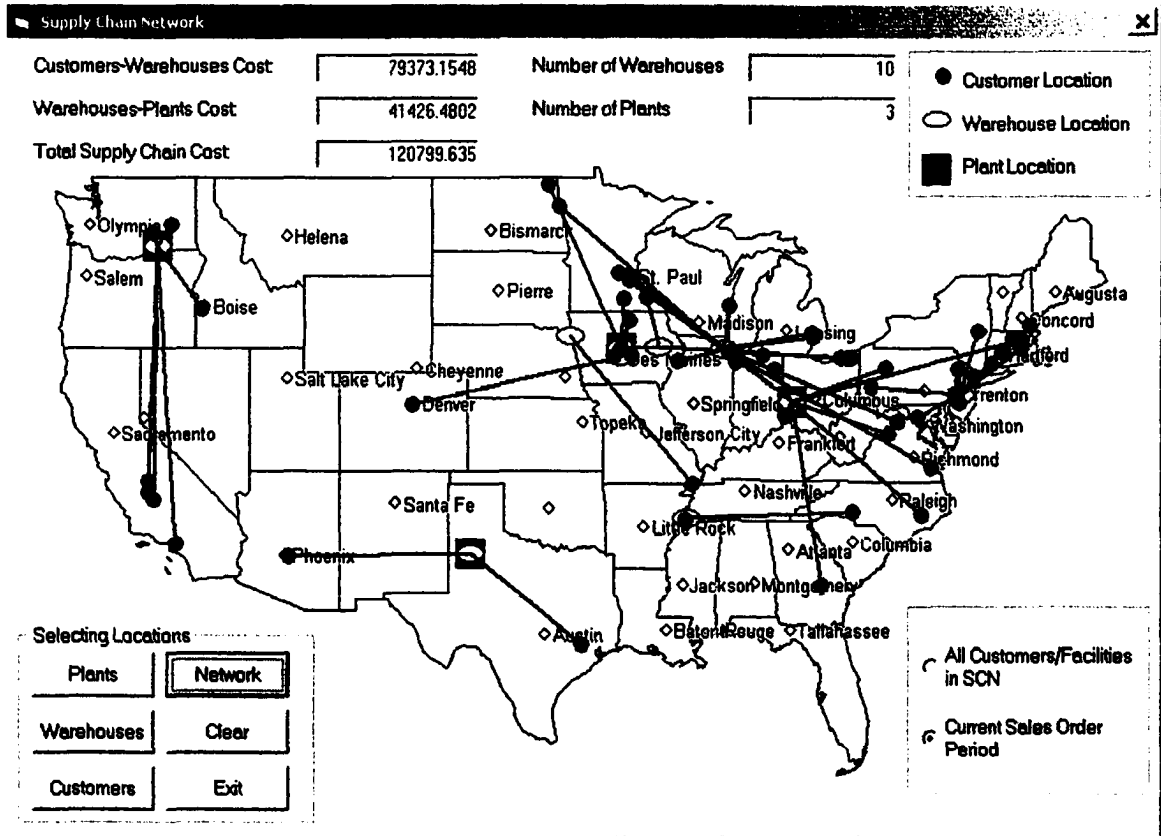 Supply Chain Network
Customers-Warehouses Cost 79373.1548 Number of Warehouses 10
Warehouses-Plants Cost 41426.4802 Number of Plants 3
Total Supply Chain Cost 120799.635
Customer Location
Warehouse Location
Plant Location
Olympia
Helena
Bismarck
St. Paul
Salem
Boise
Pierre
Augusta
Madison
Concord
Cheyenne
Salt Lake City
Denver
Springfield
Columbus
Trenton
Topeka
Washington
Sacramento
Jefferson City
Frankfort
Richmond
Nashville
Raleigh
Santa Fe
Little Rock
Phoenix
Atlanta
Columbia
Jackson
Montgomery
Austin
Baton Rouge
Tallahassee
Selecting Locations
Plants Network
Warehouses Clear
Customers Exit
All Customers/Facilities
in SCN
Current Sales Order
Period